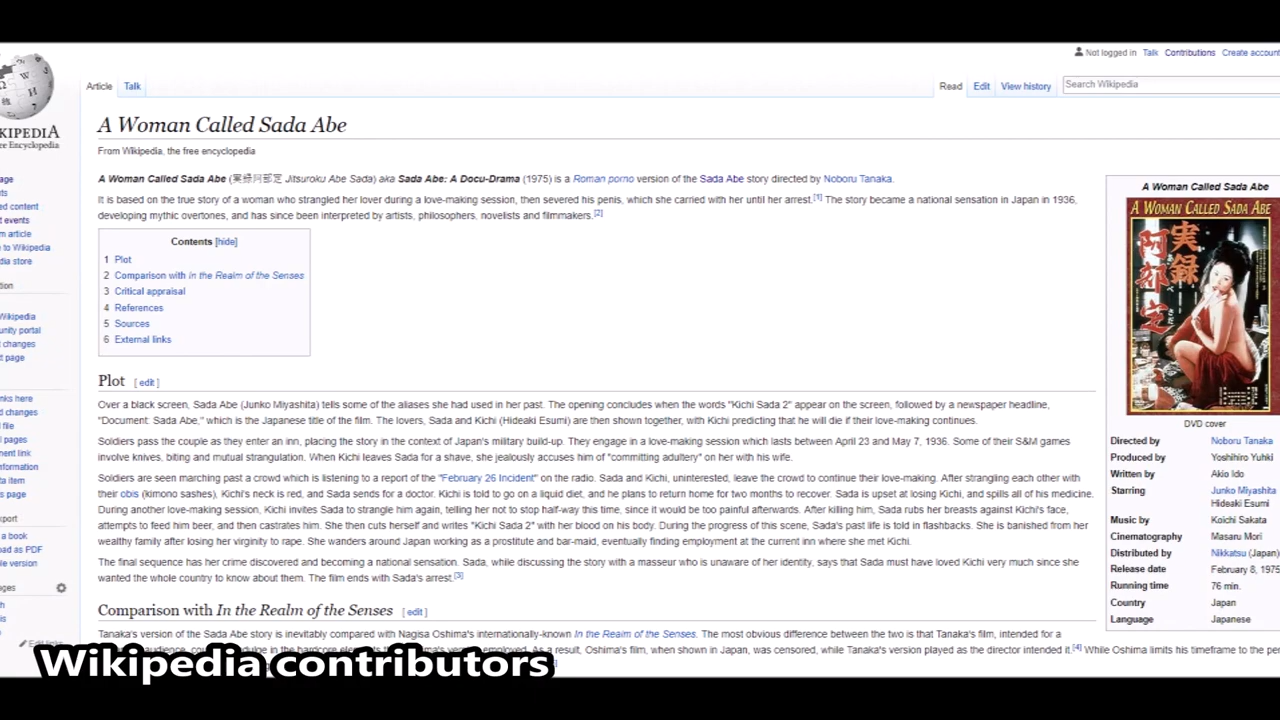 Not logged in Talk Contributions Create account
Article Talk Read Edit View history Search Wikipedia
A Woman Called Sada Abe
From Wikipedia, the free encyclopedia
A Woman Called Sada Abe (実録阿部定 Jitsuroku Abe Sada) aka Sada Abe: A Docu-Drama (1975) is a Roman porno version of the Sada Abe story directed by Noboru Tanaka.
It is based on the true story of a woman who strangled her lover during a love-making session, then severed his penis, which she carried with her until her arrest.[1] The story became a national sensation in Japan in 1936,
developing mythic overtones, and has since been interpreted by artists, philosophers, novelists and filmmakers.[2]
Contents [hide]
1 Plot
2 Comparison with In the Realm of the Senses
3 Critical appraisal
4 References
5 Sources
6 External links
Plot [ edit ]
Over a black screen, Sada Abe (Junko Miyashita) tells some of the aliases she had used in her past. The opening concludes when the words "Kichi Sada 2" appear on the screen, followed by a newspaper headline,
"Document: Sada Abe," which is the Japanese title of the film. The lovers, Sada and Kichi (Hideaki Esumi) are then shown together, with Kichi predicting that he will die if their love-making continues.
Soldiers pass the couple as they enter an inn, placing the story in the context of Japan's military build-up. They engage in a love-making session which lasts between April 23 and May 7, 1936. Some of their S&M games
involve knives, biting and mutual strangulation. When Kichi leaves Sada for a shave, she jealously accuses him of "committing adultery" on her with his wife.
Soldiers are seen marching past a crowd which is listening to a report of the "February 26 Incident" on the radio. Sada and Kichi, uninterested, leave the crowd to continue their love-making. After strangling each other with
their obis (kimono sashes), Kichi's neck is red, and Sada sends for a doctor. Kichi is told to go on a liquid diet, and he plans to return home for two months to recover. Sada is upset at losing Kichi, and spills all of his medicine.
During another love-making session, Kichi invites Sada to strangle him again, telling her not to stop half-way this time, since it would be too painful afterwards. After killing him, Sada rubs her breasts against Kichi's face,
attempts to feed him beer, and then castrates him. She then cuts herself and writes "Kichi Sada 2" with her blood on his body. During the progress of this scene, Sada's past life is told in flashbacks. She is banished from her
wealthy family after losing her virginity to rape. She wanders around Japan working as a prostitute and bar-maid, eventually finding employment at the current inn where she met Kichi.
The final sequence has her crime discovered and becoming a national sensation. Sada, while discussing the story with a masseur who is unaware of her identity, says that Sada must have loved Kichi very much since she
wanted the whole country to know about them. The film ends with Sada's arrest.[3]
Comparison with In the Realm of the Senses [ edit ]
Tanaka's version of the Sada Abe story is inevitably compared with Nagisa Oshima's internationally-known In the Realm of the Senses. The most obvious difference between the two is that Tanaka's film, intended for a
As a result, Oshima's film, when shown in Japan, was censored, while Tanaka's version played as the director intended it.[4] While Oshima limits his timeframe to the
A Woman Called Sada Abe
A WOMAN CALLED SADA ABE
実録
阿部定
DVD cover
Directed by Noboru Tanaka
Produced by Yoshihiro Yuhki
Written by Akio Ido
Starring Junko Miyashita
Hideaki Esumi
Music by Koichi Sakata
Cinematography Masaru Mori
Distributed by Nikkatsu (Japan)
Release date February 8, 1975
Running time 76 min.
Country Japan
Language Japanese
Wikipedia contributors